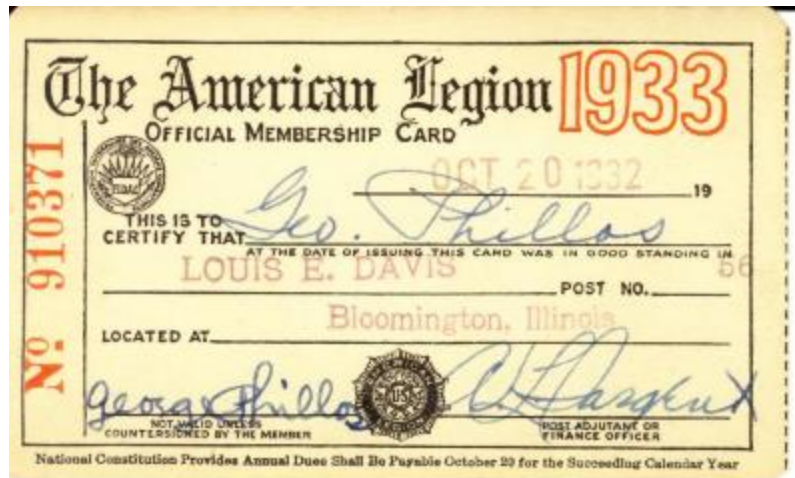 The American Legion 1933
OFFICIAL MEMBERSHIP CARD
OCT 20 1932 19
THIS IS TO
CERTIFY THAT Geo. Phillos
AT THE DATE OF ISSUING THIS CARD WAS IN GOOD STANDING IN
LOUIS E. DAVIS POST NO. 56
LOCATED AT Bloomington, Illinois
George Phillos
NOT VALID UNLESS
COUNTERSIGNED BY THE MEMBER
POST ADJUTANT OR
FINANCE OFFICER
National Constitution Provides Annual Dues Shall Be Payable October 20 for the Succeeding Calendar Year
No. 910371